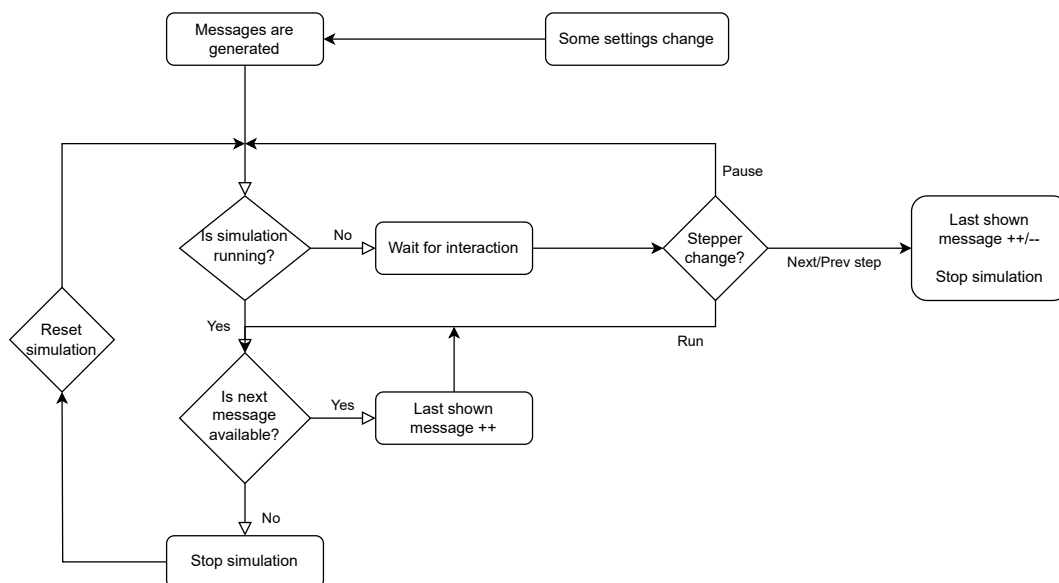 Messages are
generated
Some settings change
Pause
Is simulation
running?
No
Wait for interaction
Stepper
change?
Next/Prev step
Last shown
message ++/--
Stop simulation
Yes
Run
Reset
simulation
Is next
message
available?
Yes
Last shown
message ++
No
Stop simulation